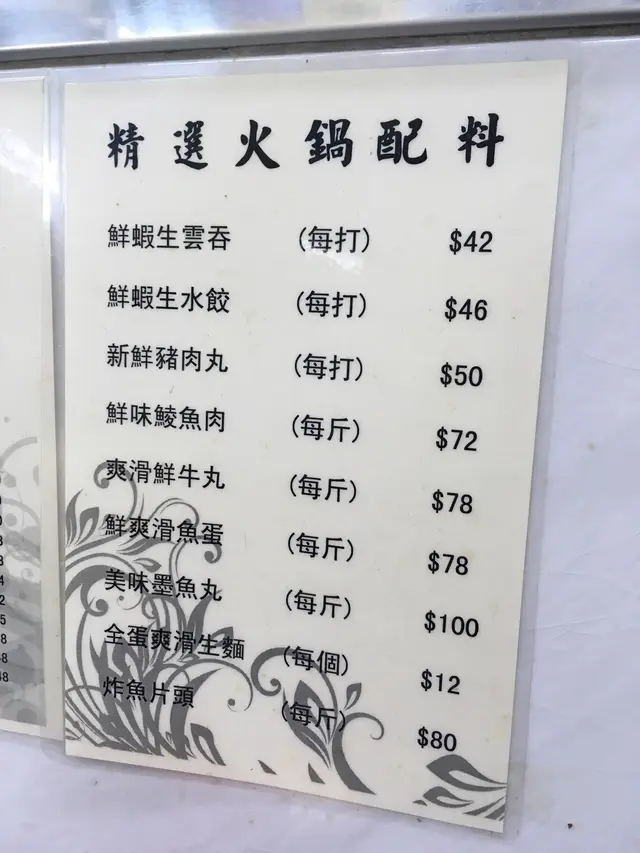 精選火鍋配料
鮮蝦生雲吞 (每打) $42
鮮蝦生水餃 (每打) $46
新鮮豬肉丸 (每打) $50
鮮味鯪魚肉 (每斤) $72
爽滑鮮牛丸 (每斤) $78
鮮爽滑魚蛋 (每斤) $78
美味墨魚丸 (每斤) $100
全蛋爽滑生麵 (每個) $12
炸魚片頭 (每斤) $80